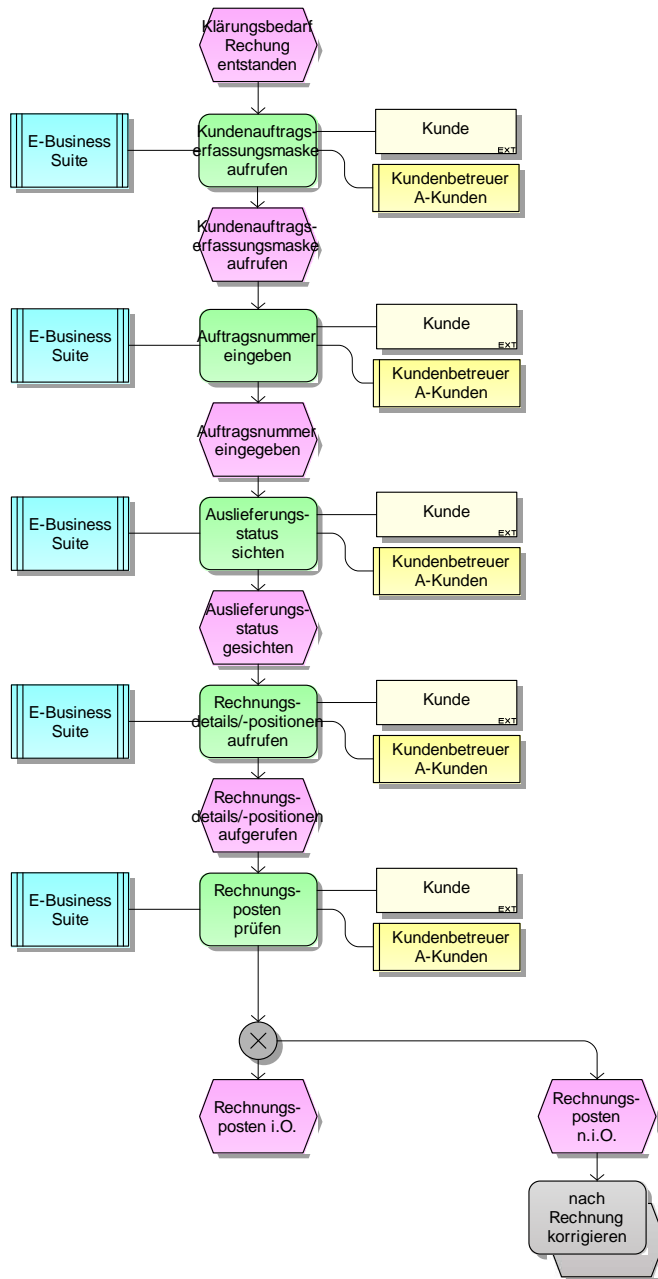 Klärungsbedarf
Rechung
entstanden
E-Business
Suite
Kundenauftrags-
erfassungsmaske
aufrufen
Kunde
EXT
Kundenbetreuer
A-Kunden
Kundenauftrags-
erfassungsmaske
aufrufen
E-Business
Suite
Auftragsnummer
eingeben
Kunde
EXT
Kundenbetreuer
A-Kunden
Auftragsnummer
eingegeben
E-Business
Suite
Auslieferungs-
status
sichten
Kunde
EXT
Kundenbetreuer
A-Kunden
Auslieferungs-
status
gesichten
E-Business
Suite
Rechnungs-
details/-positionen
aufrufen
Kunde
EXT
Kundenbetreuer
A-Kunden
Rechnungs-
details/-positionen
aufgerufen
E-Business
Suite
Rechnungs-
posten
prüfen
Kunde
EXT
Kundenbetreuer
A-Kunden
Rechnungs-
posten i.O.
Rechnungs-
posten
n.i.O.
nach
Rechnung
korrigieren